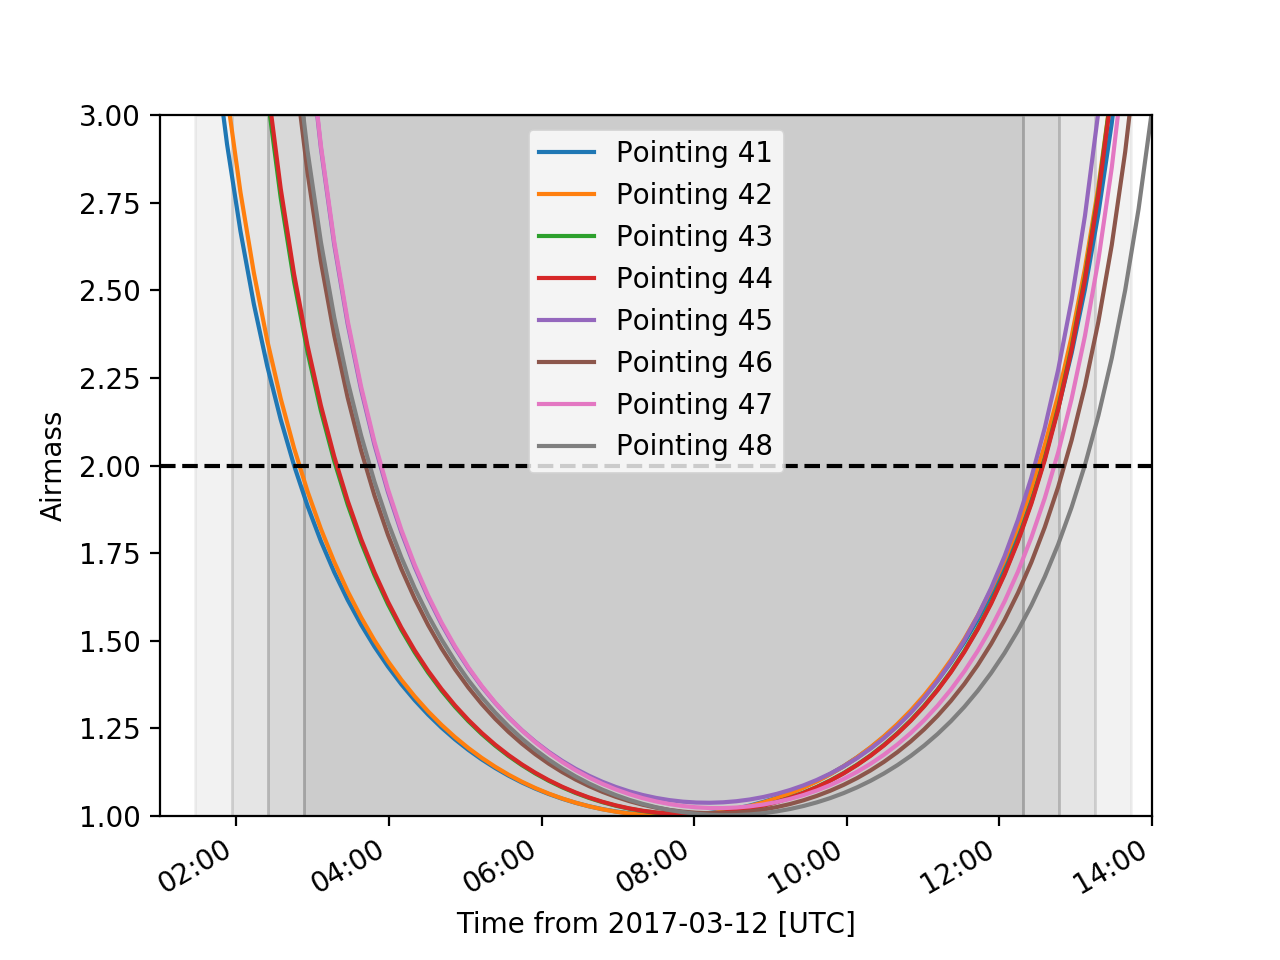 3.00
2.75
2.50
2.25
2.00
1.75
1.50
1.25
1.00
Airmass
Pointing 41
Pointing 42
Pointing 43
Pointing 44
Pointing 45
Pointing 46
Pointing 47
Pointing 48
02:00
04:00
06:00
08:00
10:00
12:00
14:00
Time from 2017-03-12 [UTC]